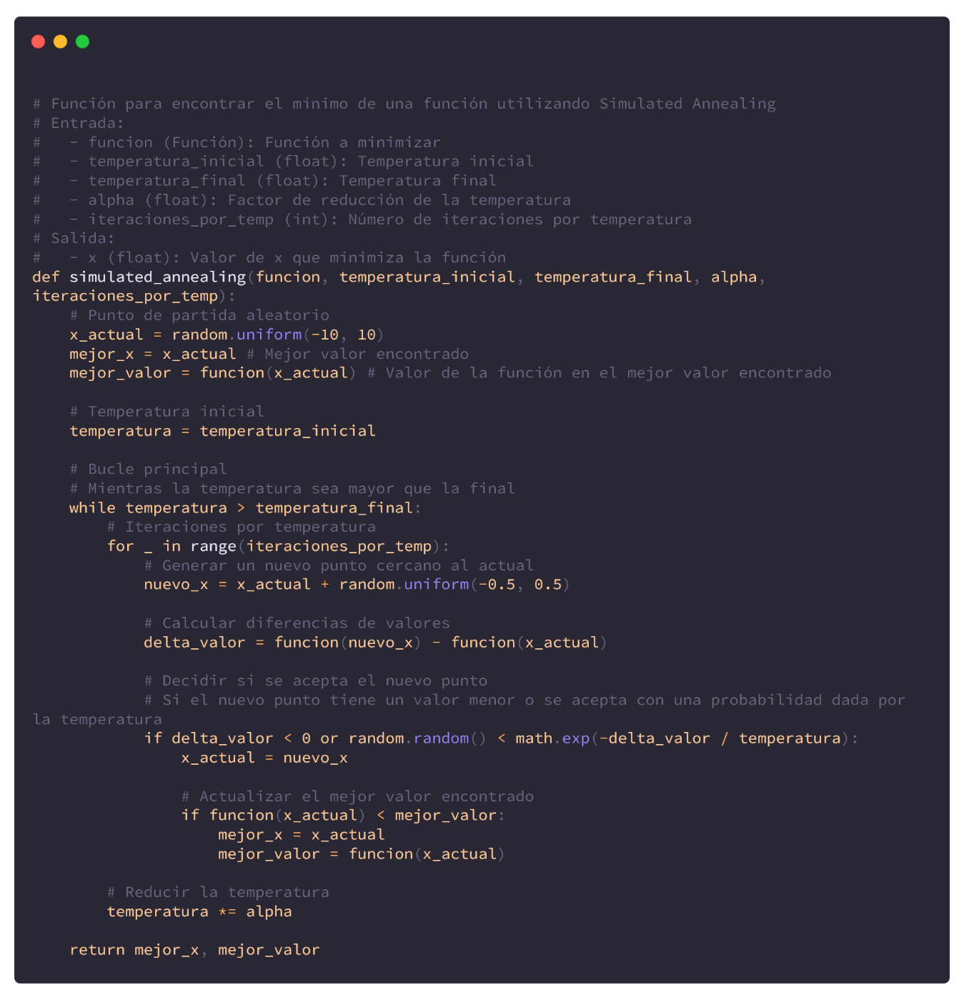 # Función para encontrar el mínimo de una función utilizando Simulated Annealing
# Entrada:
#   - funcion (Función): Función a minimizar
#   - temperatura_inicial (float): Temperatura inicial
#   - temperatura_final (float): Temperatura final
#   - alpha (float): Factor de reducción de la temperatura
#   - iteraciones_por_temp (int): Número de iteraciones por temperatura
# Salida:
#   - x (float): Valor de x que minimiza la función
def simulated_annealing(funcion, temperatura_inicial, temperatura_final, alpha,
iteraciones_por_temp):
    # Punto de partida aleatorio
    x_actual = random.uniform(-10, 10)
    mejor_x = x_actual # Mejor valor encontrado
    mejor_valor = funcion(x_actual) # Valor de la función en el mejor valor encontrado

    # Temperatura inicial
    temperatura = temperatura_inicial

    # Bucle principal
    # Mientras la temperatura sea mayor que la final
    while temperatura > temperatura_final:
        # Iteraciones por temperatura
        for _ in range(iteraciones_por_temp):
            # Generar un nuevo punto cercano al actual
            nuevo_x = x_actual + random.uniform(-0.5, 0.5)

            # Calcular diferencias de valores
            delta_valor = funcion(nuevo_x) - funcion(x_actual)

            # Decidir si se acepta el nuevo punto
            # Si el nuevo punto tiene un valor menor o se acepta con una probabilidad dada por
la temperatura
            if delta_valor < 0 or random.random() < math.exp(-delta_valor / temperatura):
                x_actual = nuevo_x

                # Actualizar el mejor valor encontrado
                if funcion(x_actual) < mejor_valor:
                    mejor_x = x_actual
                    mejor_valor = funcion(x_actual)

        # Reducir la temperatura
        temperatura *= alpha

    return mejor_x, mejor_valor